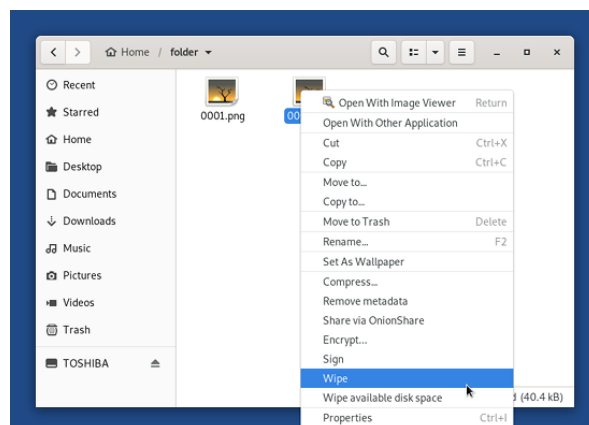 Home / folder
Recent
Starred
Home
Desktop
Documents
Downloads
Music
Pictures
Videos
Trash
TOSHIBA
0001.png
00
Open With Image Viewer Return
Open With Other Application
Cut Ctrl+X
Copy Ctrl+C
Move to...
Copy to...
Move to Trash Delete
Rename... F2
Set As Wallpaper
Compress...
Remove metadata
Share via OnionShare
Encrypt...
Sign
Wipe
Wipe available disk space
Properties Ctrl+I
(40.4 kB)